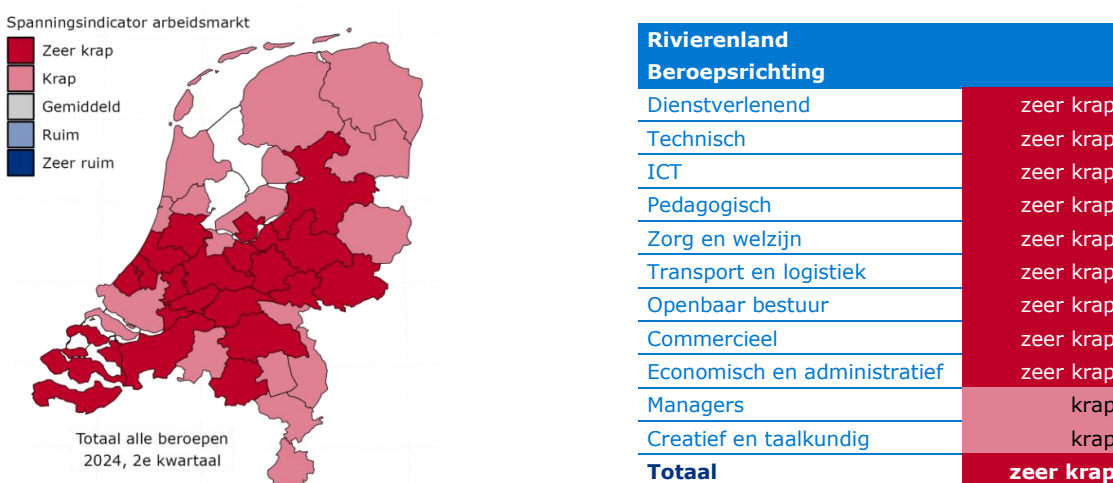 Spanningsindicator arbeidsmarkt
Zeer krap
Krap
Gemiddeld
Ruim
Zeer ruim
Totaal alle beroepen
2024, 2e kwartaal
Rivierenland
Beroepsrichting
Dienstverlenend zeer krap
Technisch zeer krap
ICT zeer krap
Pedagogisch zeer krap
Zorg en welzijn zeer krap
Transport en logistiek zeer krap
Openbaar bestuur zeer krap
Commercieel zeer krap
Economisch en administratief zeer krap
Managers krap
Creatief en taalkundig krap
Totaal zeer krap